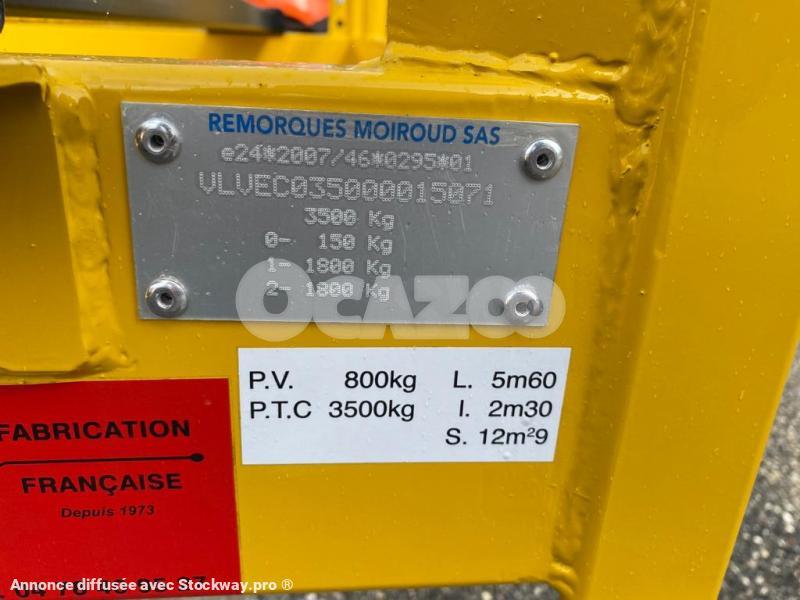 REMORQUES MOIROUD SAS
e24*2007/46*0295*01
VLVEC035000015071
3500 Kg
0- 150 Kg
1- 1800 Kg
2- 1800 Kg
OCAZOO
P.V. 800kg L. 5m60
P.T.C 3500kg l. 2m30
S. 12m²9
FABRICATION
FRANÇAISE
Depuis 1973
Annonce diffusée avec Stockway.pro ®